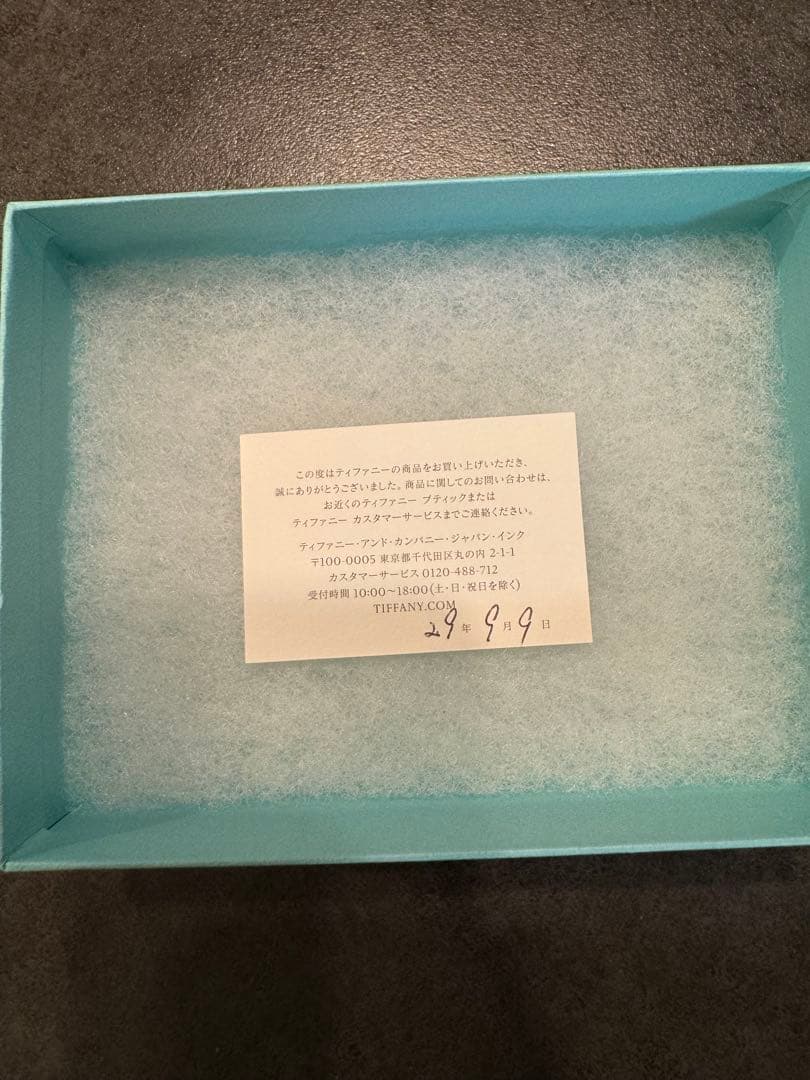 この度はティファニーの商品をお買い上げいただき、
誠にありがとうございました。商品に関してのお問い合わせは、
お近くのティファニー ブティックまたは
ティファニー カスタマーサービスまでご連絡ください。
ティファニー・アンド・カンパニー・ジャパン・インク
〒100-0005 東京都千代田区丸の内 2-1-1
カスタマーサービス 0120-488-712
受付時間 10:00〜18:00(土・日・祝日を除く)
TIFFANY.COM
29年 9月9日